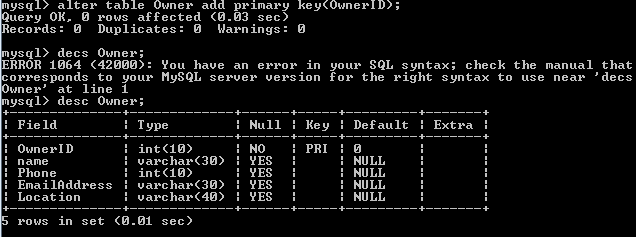 mysql> alter table Owner add primary key(OwnerID);
Query OK, 0 rows affected (0.03 sec)
Records: 0  Duplicates: 0  Warnings: 0
mysql> decs Owner;
ERROR 1064 (42000): You have an error in your SQL syntax; check the manual that
corresponds to your MySQL server version for the right syntax to use near 'decs
Owner' at line 1
mysql> desc Owner;
+--------------+-------------+------+-----+---------+-------+
| Field        | Type        | Null | Key | Default | Extra |
+--------------+-------------+------+-----+---------+-------+
| OwnerID      | int(10)     | NO   | PRI | 0       |       |
| name         | varchar(30) | YES  |     | NULL    |       |
| Phone        | int(10)     | YES  |     | NULL    |       |
| EmailAddress | varchar(30) | YES  |     | NULL    |       |
| Location     | varchar(40) | YES  |     | NULL    |       |
+--------------+-------------+------+-----+---------+-------+
5 rows in set (0.01 sec)